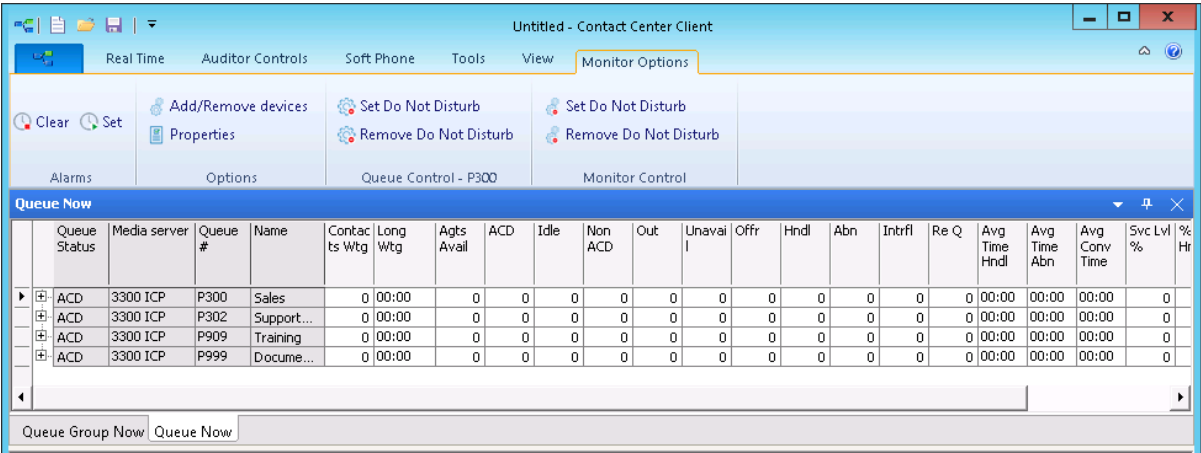 Untitled - Contact Center Client
Real Time Auditor Controls Soft Phone Tools View Monitor Options
Clear Set Add/Remove devices Set Do Not Disturb Set Do Not Disturb
Properties Remove Do Not Disturb Remove Do Not Disturb
Alarms Options Queue Control - P300 Monitor Control
Queue Now
Queue Media server Queue Name Contac Long Agts ACD Idle Non Out Unavai Offr Hndl Abn Intrfl Re Q Avg Avg Avg Svc Lvl %
Status # ts Wtg Wtg Avail ACD l Time Time Conv % Hr
Hndl Abn Time
ACD 3300 ICP P300 Sales 0 00:00 0 0 0 0 0 0 0 0 0 0 0 00:00 00:00 00:00 0
ACD 3300 ICP P302 Support... 0 00:00 0 0 0 0 0 0 0 0 0 0 0 00:00 00:00 00:00 0
ACD 3300 ICP P909 Training 0 00:00 0 0 0 0 0 0 0 0 0 0 0 00:00 00:00 00:00 0
ACD 3300 ICP P999 Docume... 0 00:00 0 0 0 0 0 0 0 0 0 0 0 00:00 00:00 00:00 0
Queue Group Now Queue Now